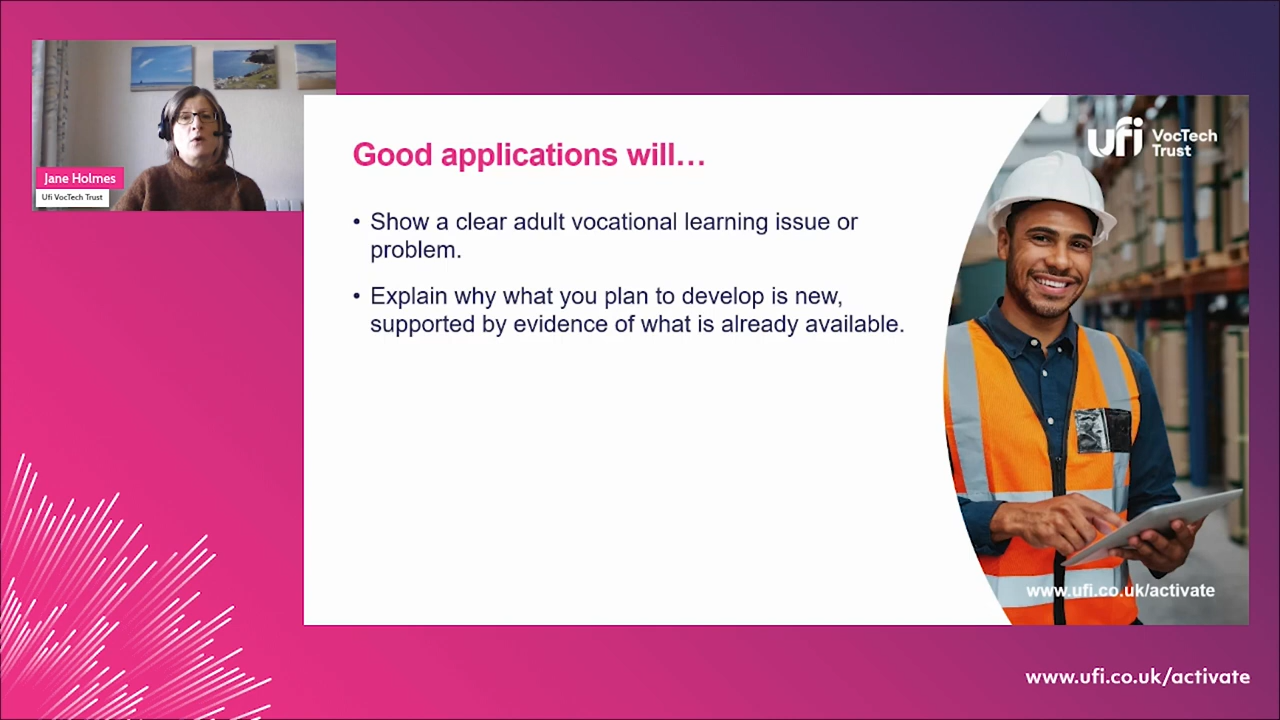 Jane Holmes
Ufi VocTech Trust
Good applications will…
• Show a clear adult vocational learning issue or
problem.
• Explain why what you plan to develop is new,
supported by evidence of what is already available.
ufi VocTech
Trust
www.ufi.co.uk/activate
www.ufi.co.uk/activate